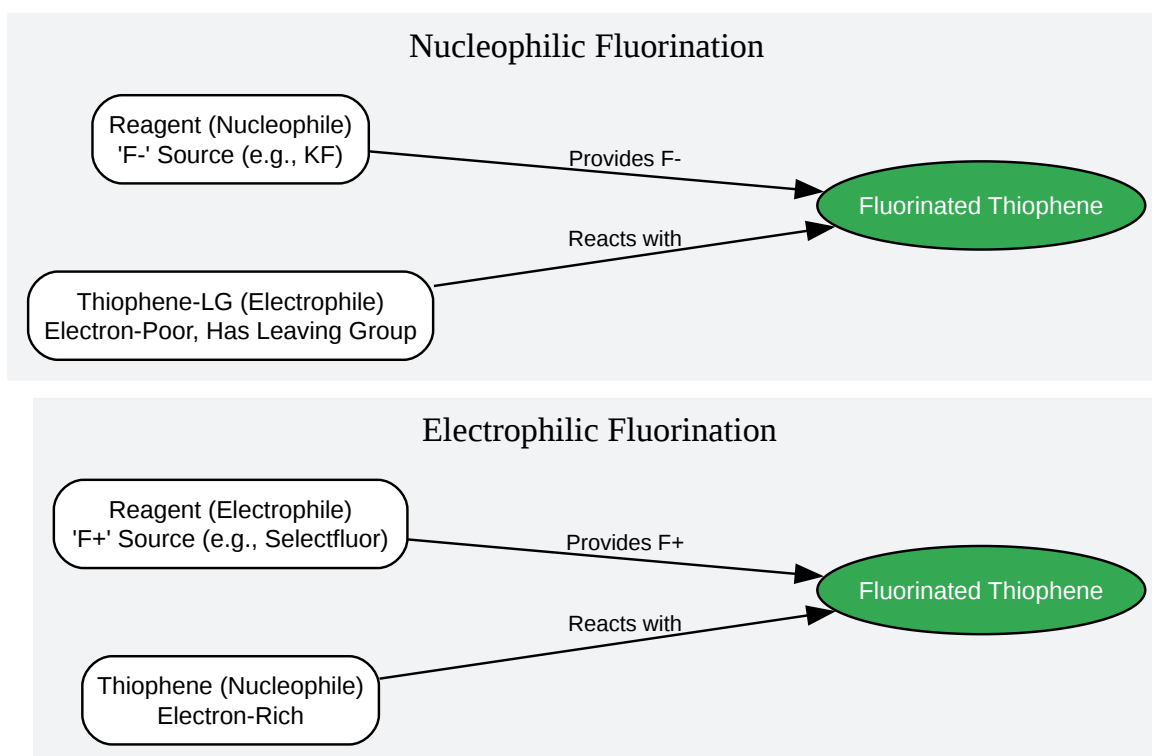 Nucleophilic Fluorination
Reagent (Nucleophile)
'F-' Source (e.g., KF)
Provides F-
Fluorinated Thiophene
Reacts with
Thiophene-LG (Electrophile)
Electron-Poor, Has Leaving Group
Electrophilic Fluorination
Reagent (Electrophile)
'F+' Source (e.g., Selectfluor)
Provides F+
Fluorinated Thiophene
Reacts with
Thiophene (Nucleophile)
Electron-Rich